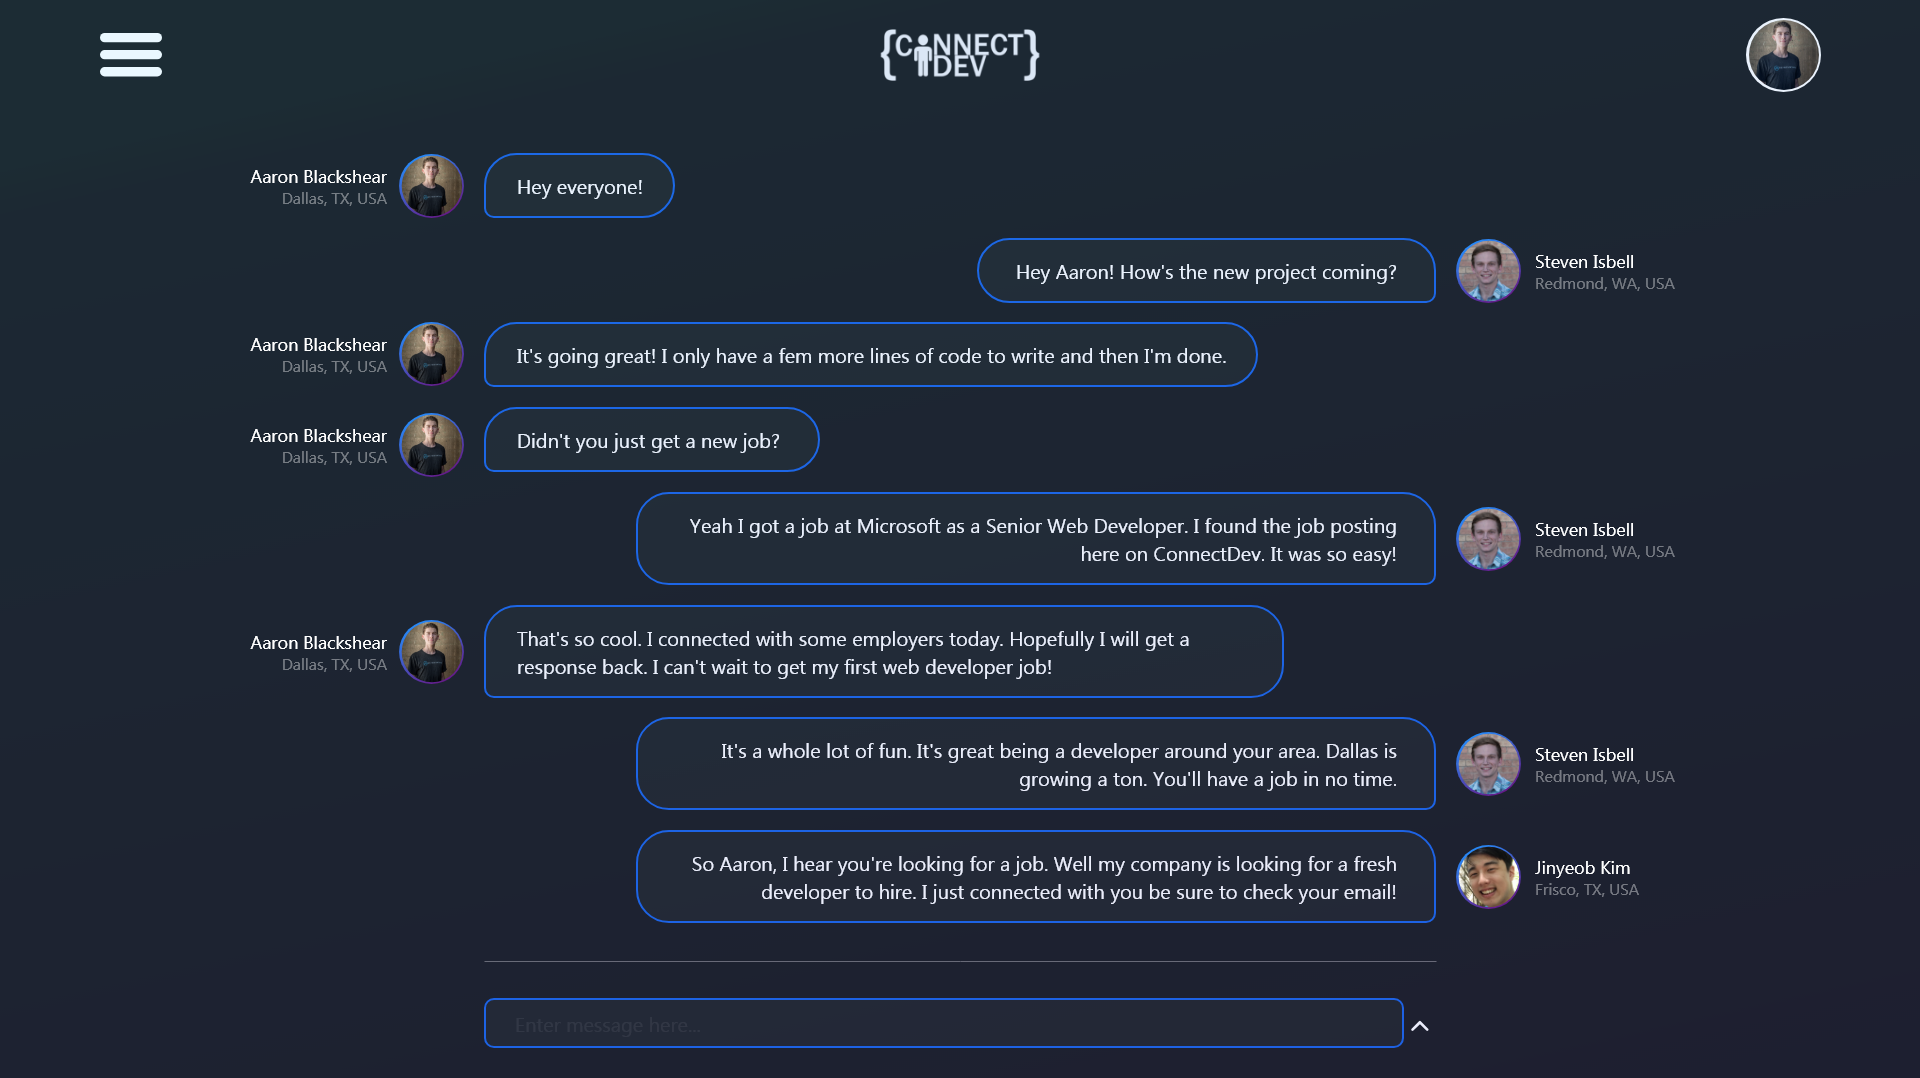 {CONNECT
DEV}
Aaron Blackshear
Dallas, TX, USA
Hey everyone!
Hey Aaron! How's the new project coming?
Steven Isbell
Redmond, WA, USA
Aaron Blackshear
Dallas, TX, USA
It's going great! I only have a fem more lines of code to write and then I'm done.
Aaron Blackshear
Dallas, TX, USA
Didn't you just get a new job?
Yeah I got a job at Microsoft as a Senior Web Developer. I found the job posting
here on ConnectDev. It was so easy!
Steven Isbell
Redmond, WA, USA
Aaron Blackshear
Dallas, TX, USA
That's so cool. I connected with some employers today. Hopefully I will get a
response back. I can't wait to get my first web developer job!
It's a whole lot of fun. It's great being a developer around your area. Dallas is
growing a ton. You'll have a job in no time.
Steven Isbell
Redmond, WA, USA
So Aaron, I hear you're looking for a job. Well my company is looking for a fresh
developer to hire. I just connected with you be sure to check your email!
Jinyeob Kim
Frisco, TX, USA
Enter message here...